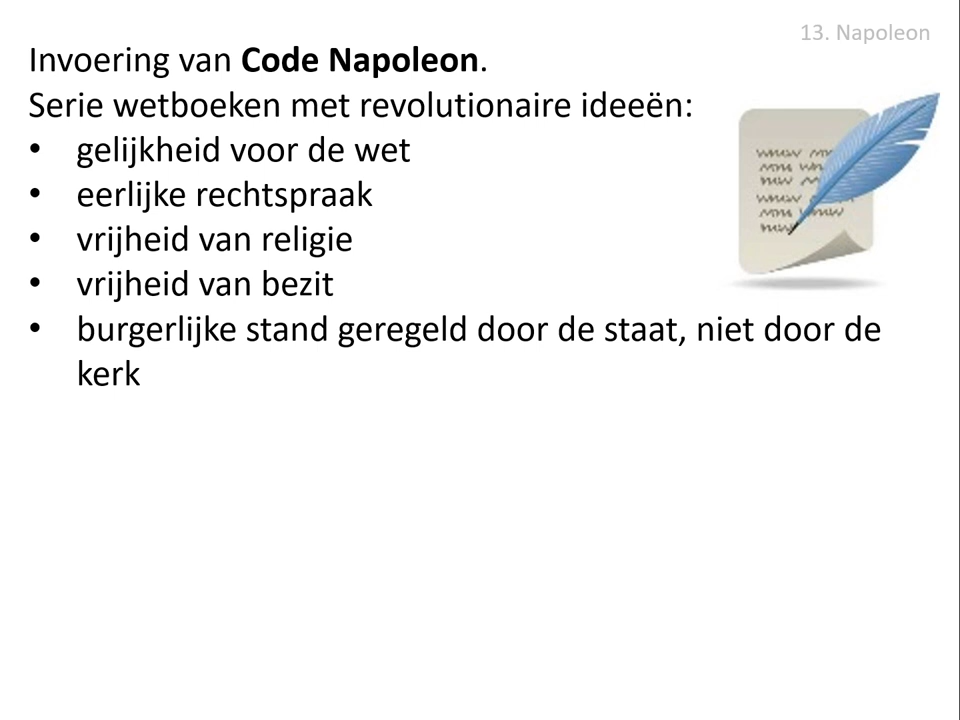 13. Napoleon
Invoering van Code Napoleon.
Serie wetboeken met revolutionaire ideeën:
• gelijkheid voor de wet
• eerlijke rechtspraak
• vrijheid van religie
• vrijheid van bezit
• burgerlijke stand geregeld door de staat, niet door de
kerk